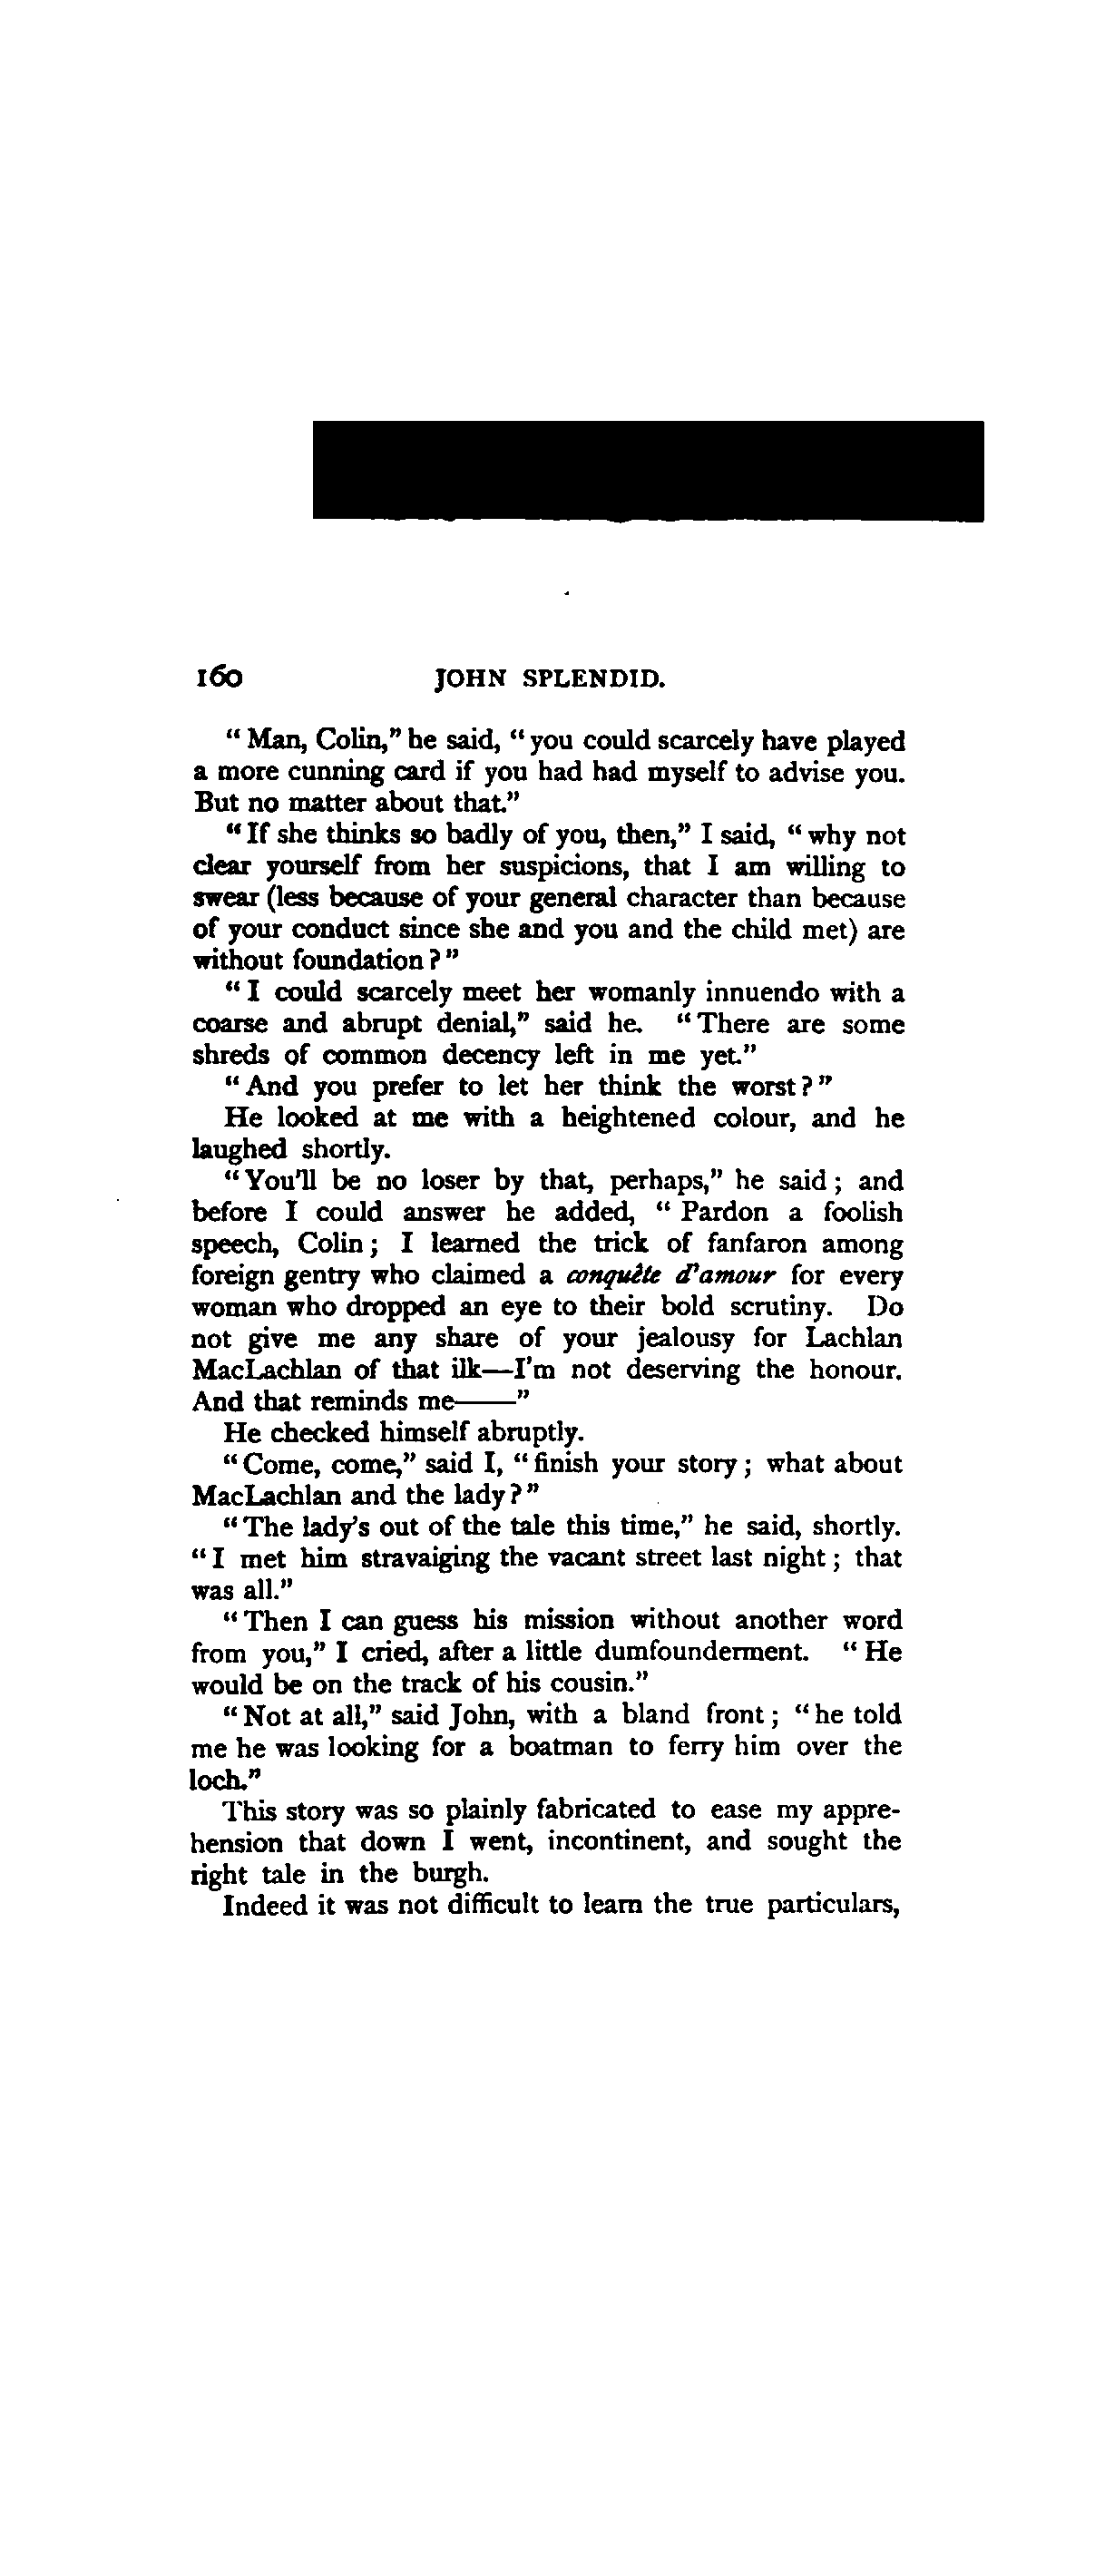 160 JOHN SPLENDID.
“Man, Colin,” he said, “you could scarcely have played
a more cunning card if you had had myself to advise you.
But no matter about that.”
“If she thinks so badly of you, then,” I said, “why not
clear yourself from her suspicions, that I am willing to
swear (less because of your general character than because
of your conduct since she and you and the child met) are
without foundation?”
“I could scarcely meet her womanly innuendo with a
coarse and abrupt denial,” said he. “There are some
shreds of common decency left in me yet.”
“And you prefer to let her think the worst?”
He looked at me with a heightened colour, and he
laughed shortly.
“You'll be no loser by that, perhaps,” he said; and
before I could answer he added, “Pardon a foolish
speech, Colin; I learned the trick of fanfaron among
foreign gentry who claimed a conquête d'amour for every
woman who dropped an eye to their bold scrutiny. Do
not give me any share of your jealousy for Lachlan
MacLachlan of that ilk—I'm not deserving the honour.
And that reminds me——”
He checked himself abruptly.
“Come, come,” said I, “finish your story; what about
MacLachlan and the lady?”
“The lady's out of the tale this time,” he said, shortly.
“I met him stravaiging the vacant street last night; that
was all.”
“Then I can guess his mission without another word
from you,” I cried, after a little dumfounderment. “He
would be on the track of his cousin.”
“Not at all,” said John, with a bland front; “he told
me he was looking for a boatman to ferry him over the
loch.”
This story was so plainly fabricated to ease my appre-
hension that down I went, incontinent, and sought the
right tale in the burgh.
Indeed it was not difficult to learn the true particulars,